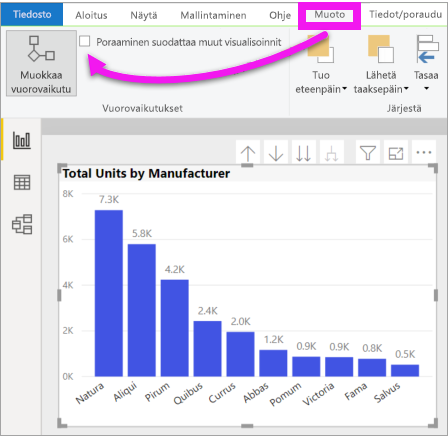 Tiedosto Aloitus Näytä Mallintaminen Ohje Muoto Tiedot/poraudu
Muokkaa
vuorovaikutu
Poraaminen suodattaa muut visualisoinnit
Tuo
eteenpäin
Lähetä
taaksepäin
Tasaa
Vuorovaikutukset Järjestä
Total Units by Manufacturer
8K
6K
4K
2K
0K
7.3K
5.8K
4.2K
2.4K
2.0K
1.2K
0.9K
0.9K
0.8K
0.5K
Natura
Aliqui
Pirum
Quibus
Currus
Abbas
Pomum
Victoria
Fama
Salvus